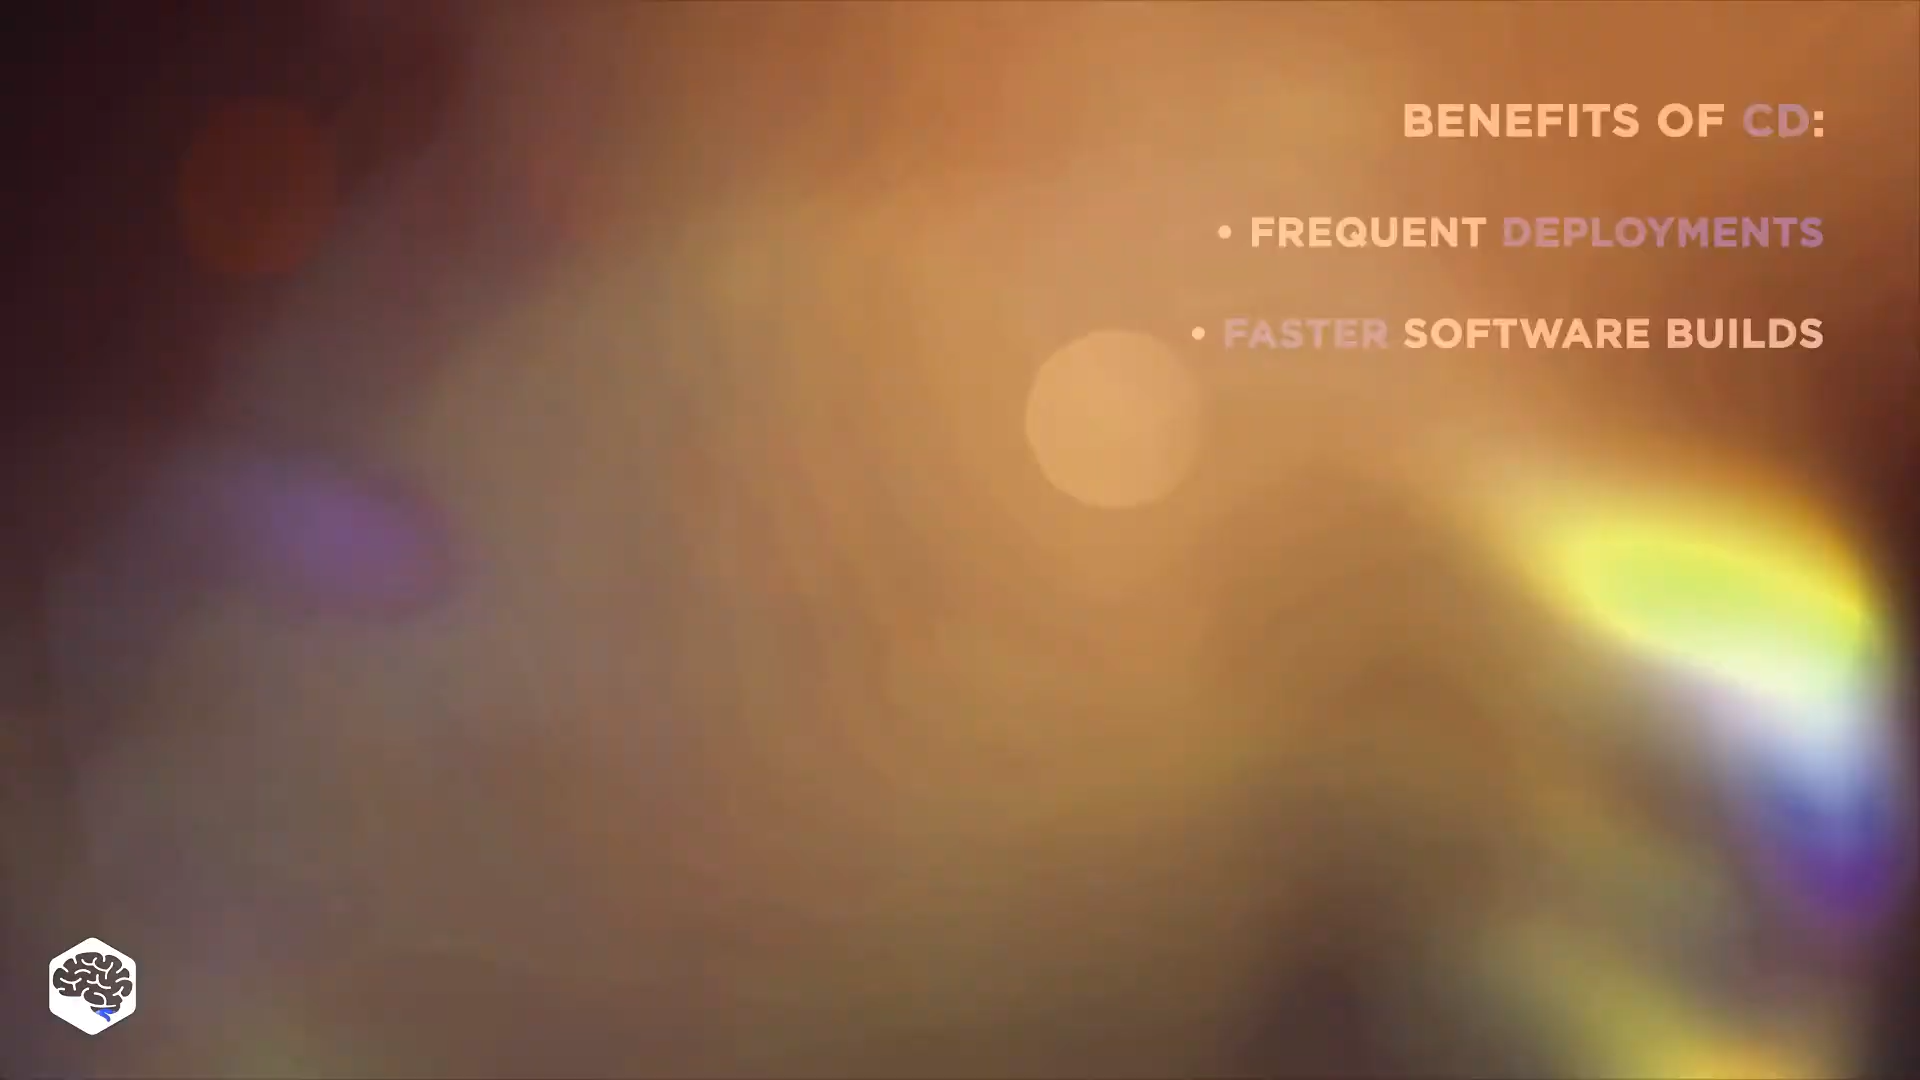 BENEFITS OF CD:
• FREQUENT DEPLOYMENTS
• FASTER SOFTWARE BUILDS